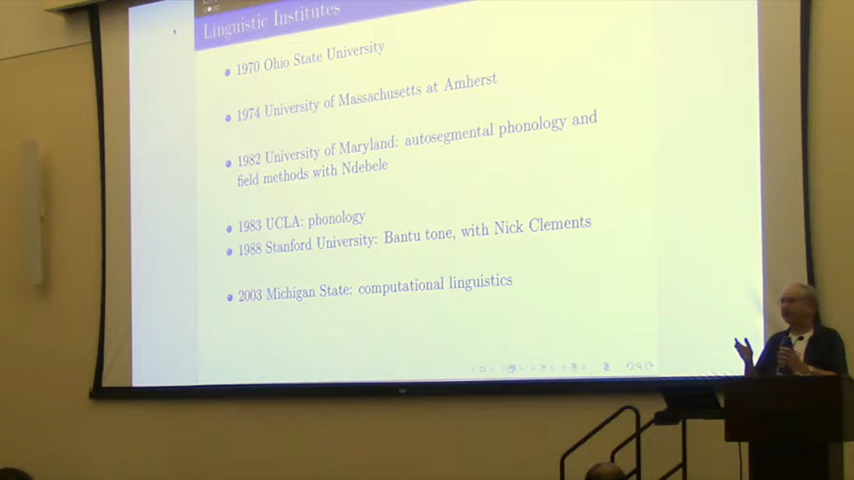 Linguistic Institutes
1970 Ohio State University
1974 University of Massachusetts at Amherst
1982 University of Maryland: autosegmental phonology and
field methods with Ndebele
1983 UCLA: phonology
1988 Stanford University: Bantu tone, with Nick Clements
2003 Michigan State: computational linguistics